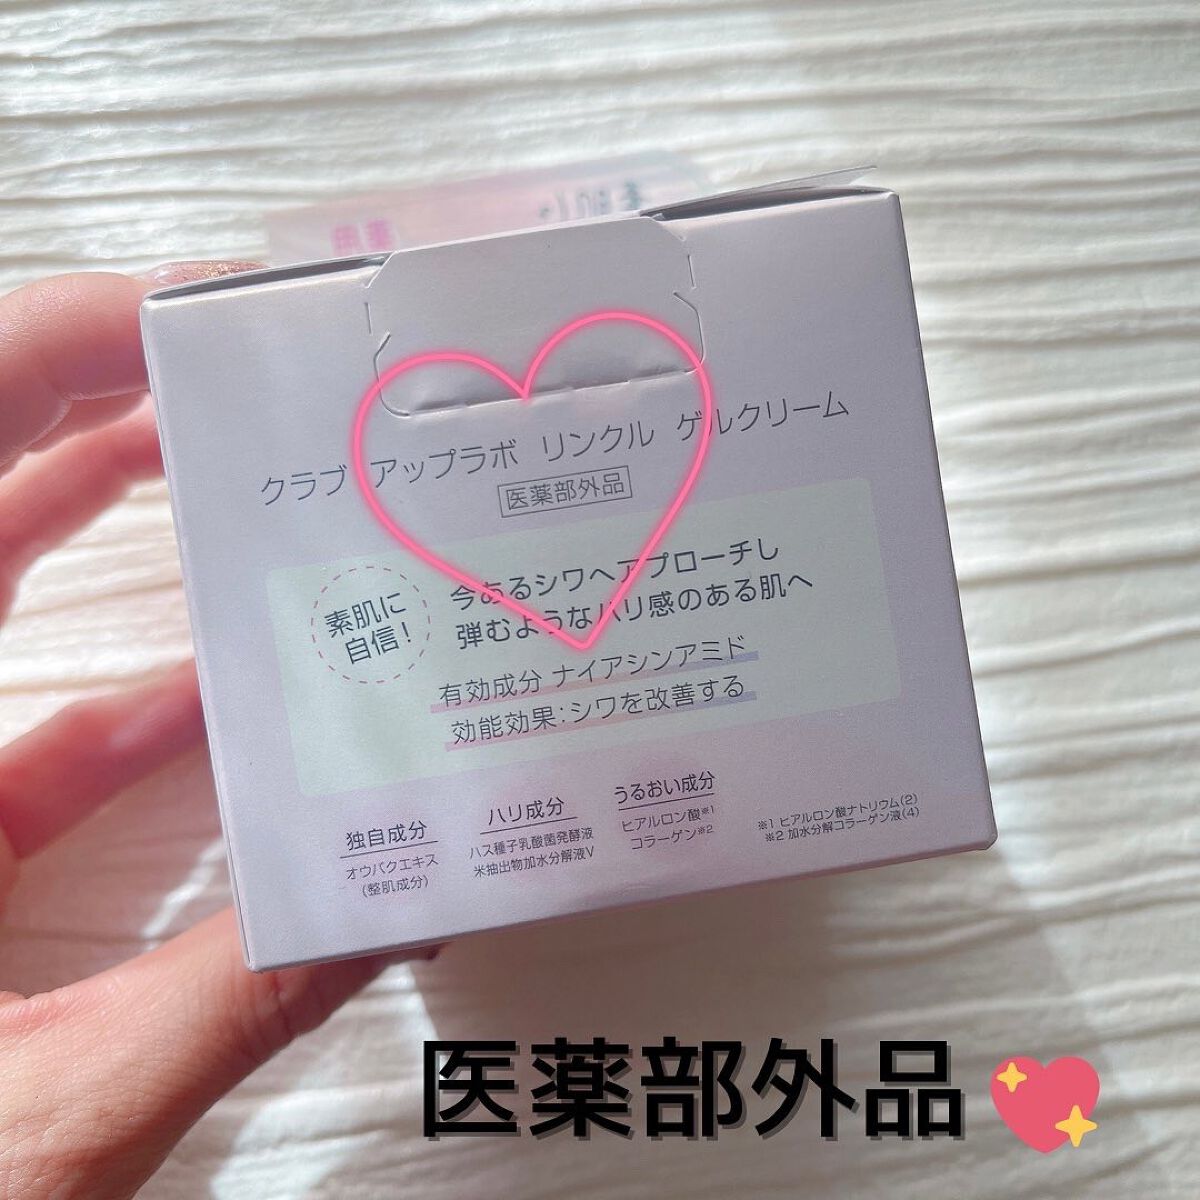 薬用
クラブ アップラボ リンクル ゲルクリーム
医薬部外品
素肌に
自信!
今あるシワへアプローチし
弾むようなハリ感のある肌へ
有効成分 ナイアシンアミド
効能効果:シワを改善する
独自成分
オウバクエキス
(整肌成分)
ハリ成分
ハス種子乳酸菌発酵液
米抽出物加水分解液V
うるおい成分
ヒアルロン酸※1
コラーゲン※2
※1 ヒアルロン酸ナトリウム(2)
※2 加水分解コラーゲン液(4)
医薬部外品